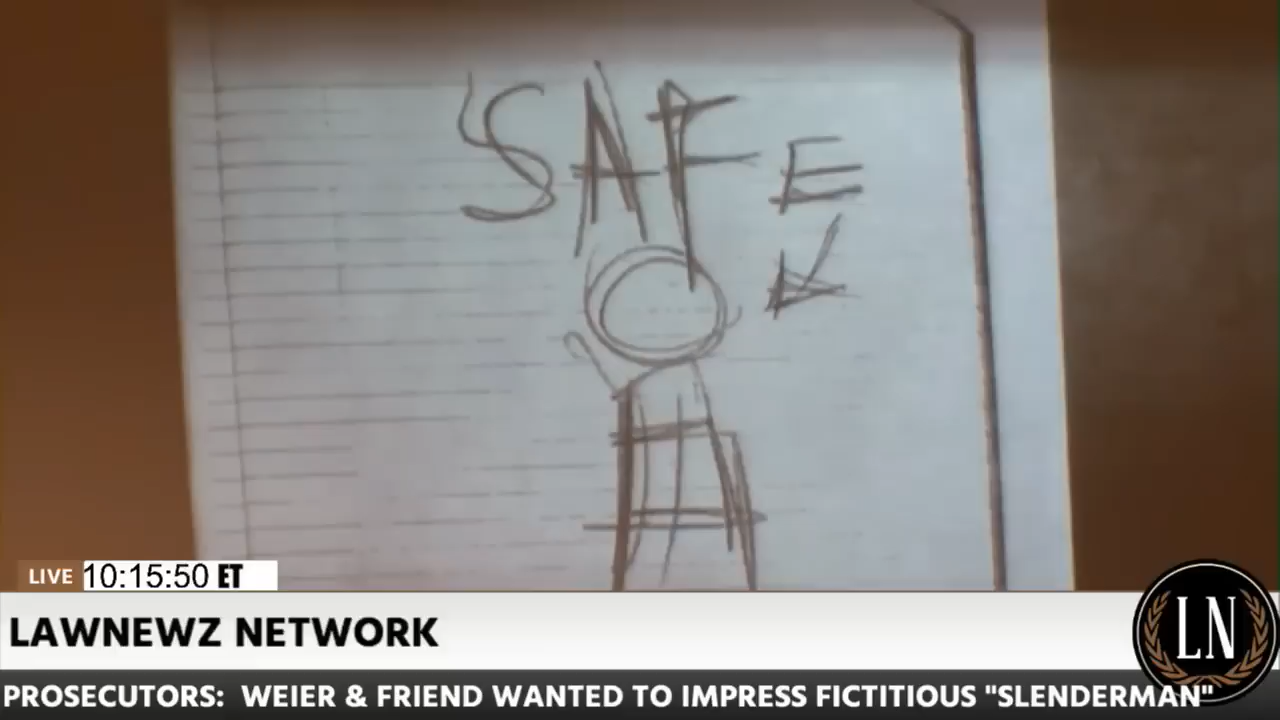 SAFE
LIVE 10:15:50 ET
LAWNEWZ NETWORK
LN
PROSECUTORS: WEIER & FRIEND WANTED TO IMPRESS FICTITIOUS "SLENDERMAN"